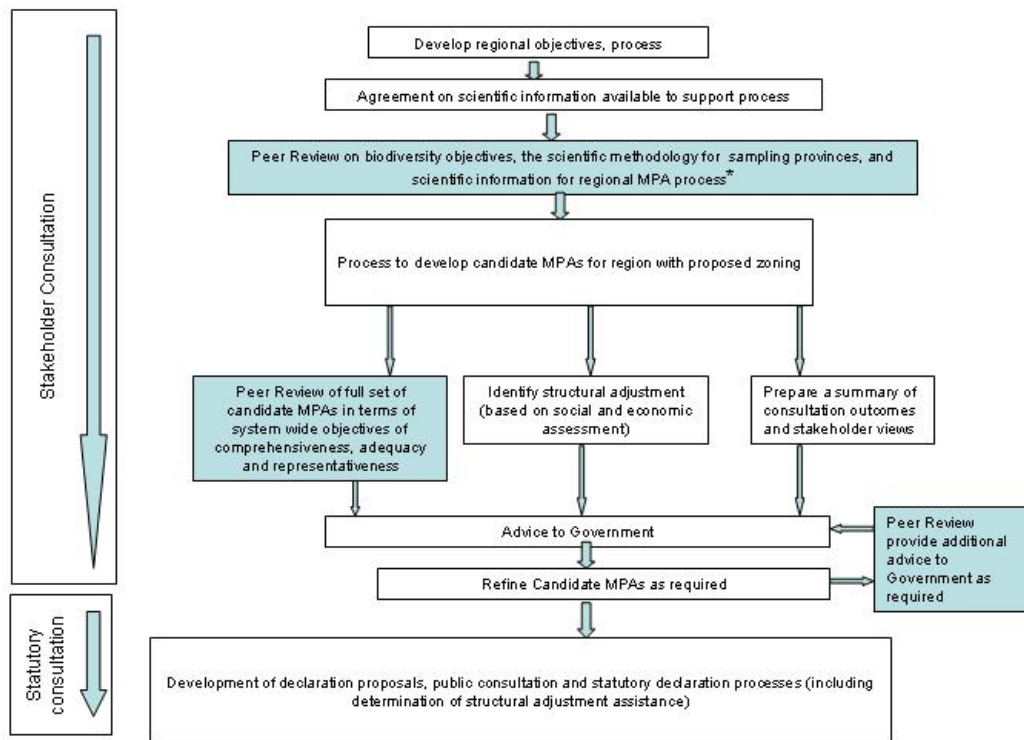 Stakeholder Consultation
Statutory
consultation
Develop regional objectives, process
Agreement on scientific information available to support process
Peer Review on biodiversity objectives, the scientific methodology for sampling provinces, and
scientific information for regional MPA process*
Process to develop candidate MPAs for region with proposed zoning
Peer Review of full set of
candidate MPAs in terms of
system wide objectives of
comprehensiveness, adequacy
and representativeness
Identify structural adjustment
(based on social and economic
assessment)
Prepare a summary of
consultation outcomes
and stakeholder views
Advice to Government
Peer Review
provide additional
advice to
Government as
required
Refine Candidate MPAs as required
Development of declaration proposals, public consultation and statutory declaration processes (including
determination of structural adjustment assistance)